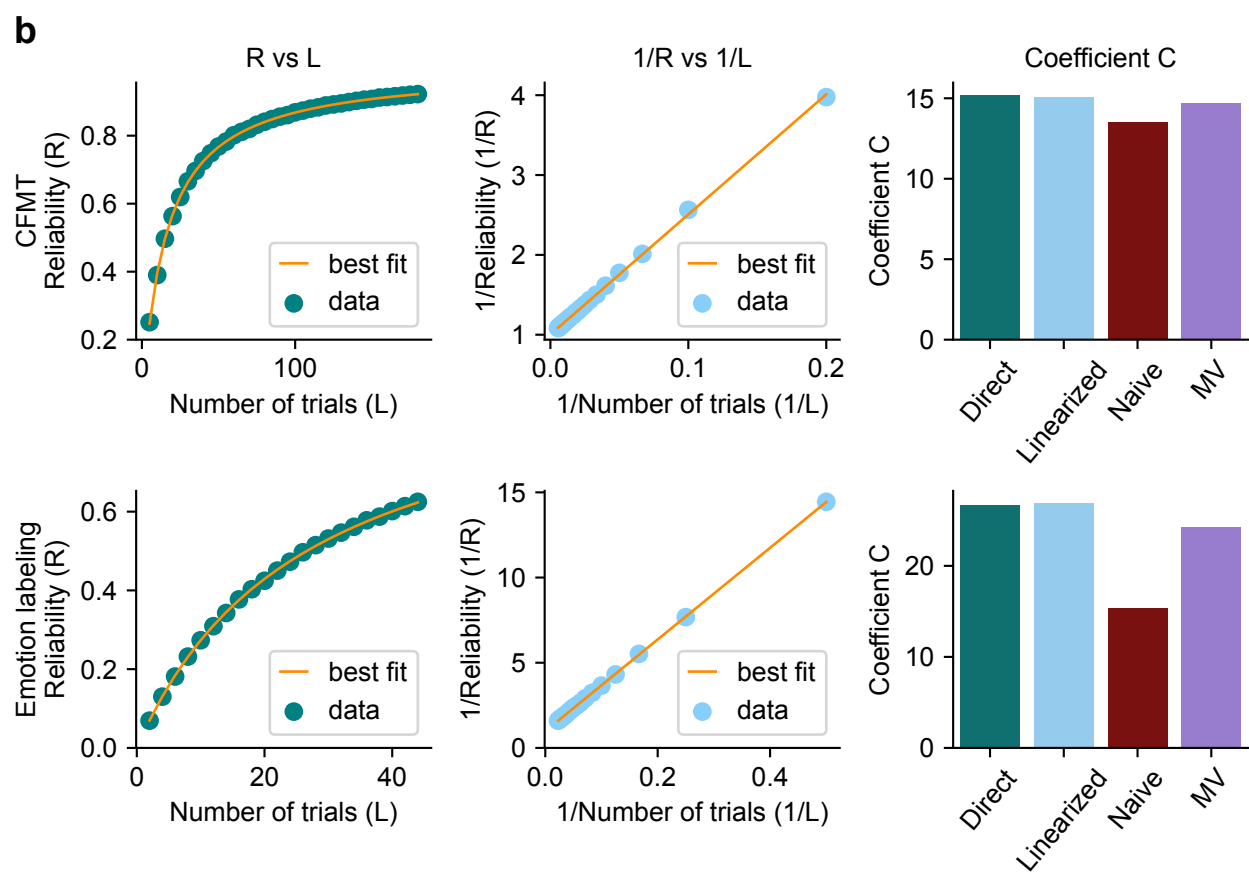 b
R vs L
1/R vs 1/L
Coefficient C
CFMT
Reliability (R)
0.8
0.6
0.4
0.2
best fit
data
0
100
Number of trials (L)
1/Reliability (1/R)
4
3
2
1
best fit
data
0.0
0.1
0.2
1/Number of trials (1/L)
Coefficient C
15
10
5
0
Direct
Linearized
Naive
MV
Emotion labeling
Reliability (R)
0.6
0.4
0.2
0.0
best fit
data
0
20
40
Number of trials (L)
1/Reliability (1/R)
15
10
5
0
best fit
data
0.0
0.2
0.4
1/Number of trials (1/L)
Coefficient C
20
10
0
Direct
Linearized
Naive
MV